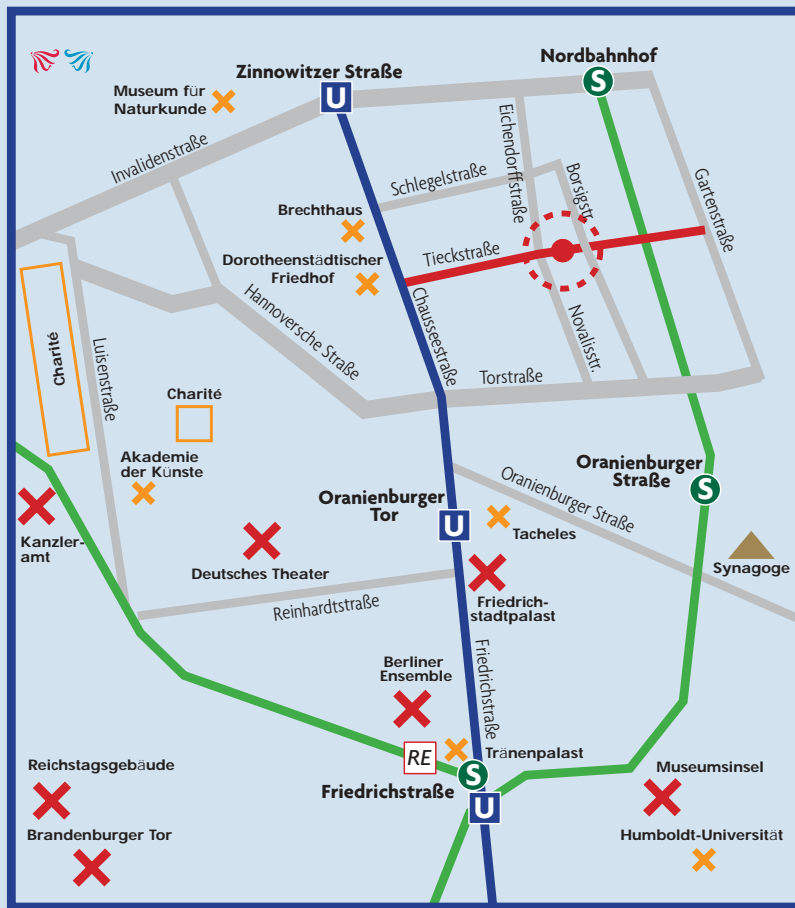 Nordbahnhof
S
Zinnowitzer Straße
U
Museum für
Naturkunde
Invalidenstraße
Eichendorffstraße
Schlegelstraße
Borsigstr.
Gartenstraße
Brechthaus
Tieckstraße
Dorotheenstädtischer
Friedhof
Chausseestraße
Hannoversche Straße
Novalisstr.
Charité
Luisenstraße
Torstraße
Charité
Akademie
der Künste
Oranienburger
Straße
S
Oranienburger Straße
Oranienburger
Tor
U
Tacheles
Kanzler-
amt
Deutsches Theater
Synagoge
Friedrich-
stadtpalast
Reinhardtstraße
Friedrichstraße
Berliner
Ensemble
RE
Tränenpalast
S
Friedrichstraße
U
Reichstagsgebäude
Museumsinsel
Brandenburger Tor
Humboldt-Universität